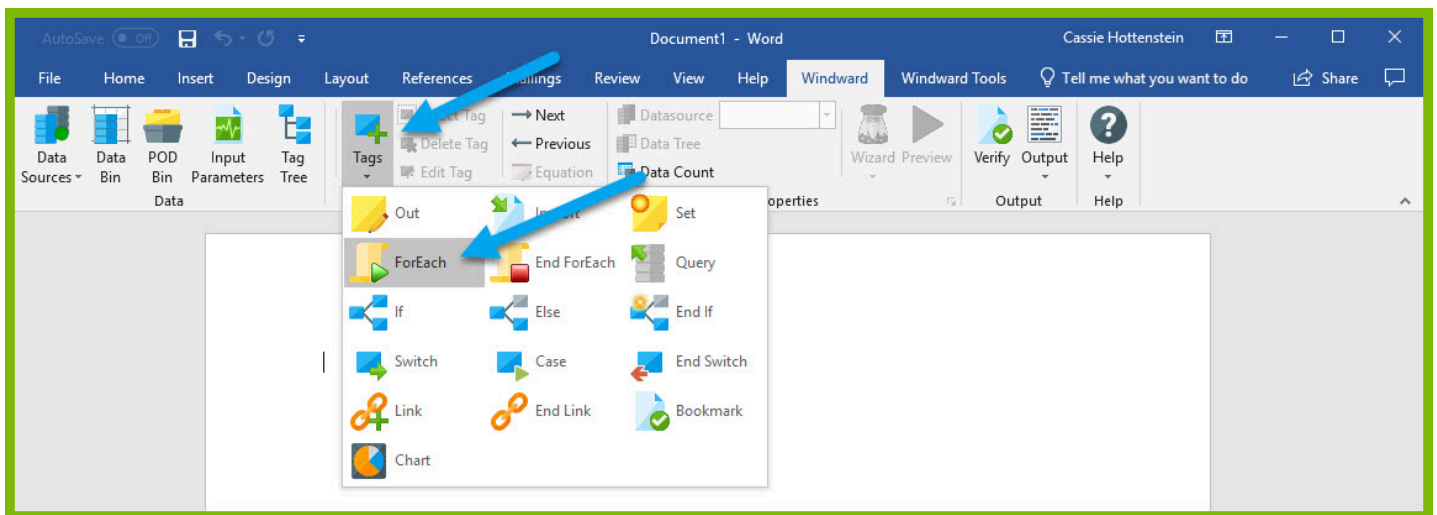 AutoSave Off Document1 - Word Cassie Hottenstein
File Home Insert Design Layout References Mailings Review View Help Windward Windward Tools Tell me what you want to do Share
Data Sources
Data Bin
POD Bin
Input Parameters
Tag Tree
Data
Tags
Tag
Delete Tag
Edit Tag
Next
Previous
Equation
Datasource
Data Tree
Data Count
Wizard
Preview
Verify
Output
Output
Help
Help
Out Set
ForEach End ForEach Query
If Else End If
Switch Case End Switch
Link End Link Bookmark
Chart